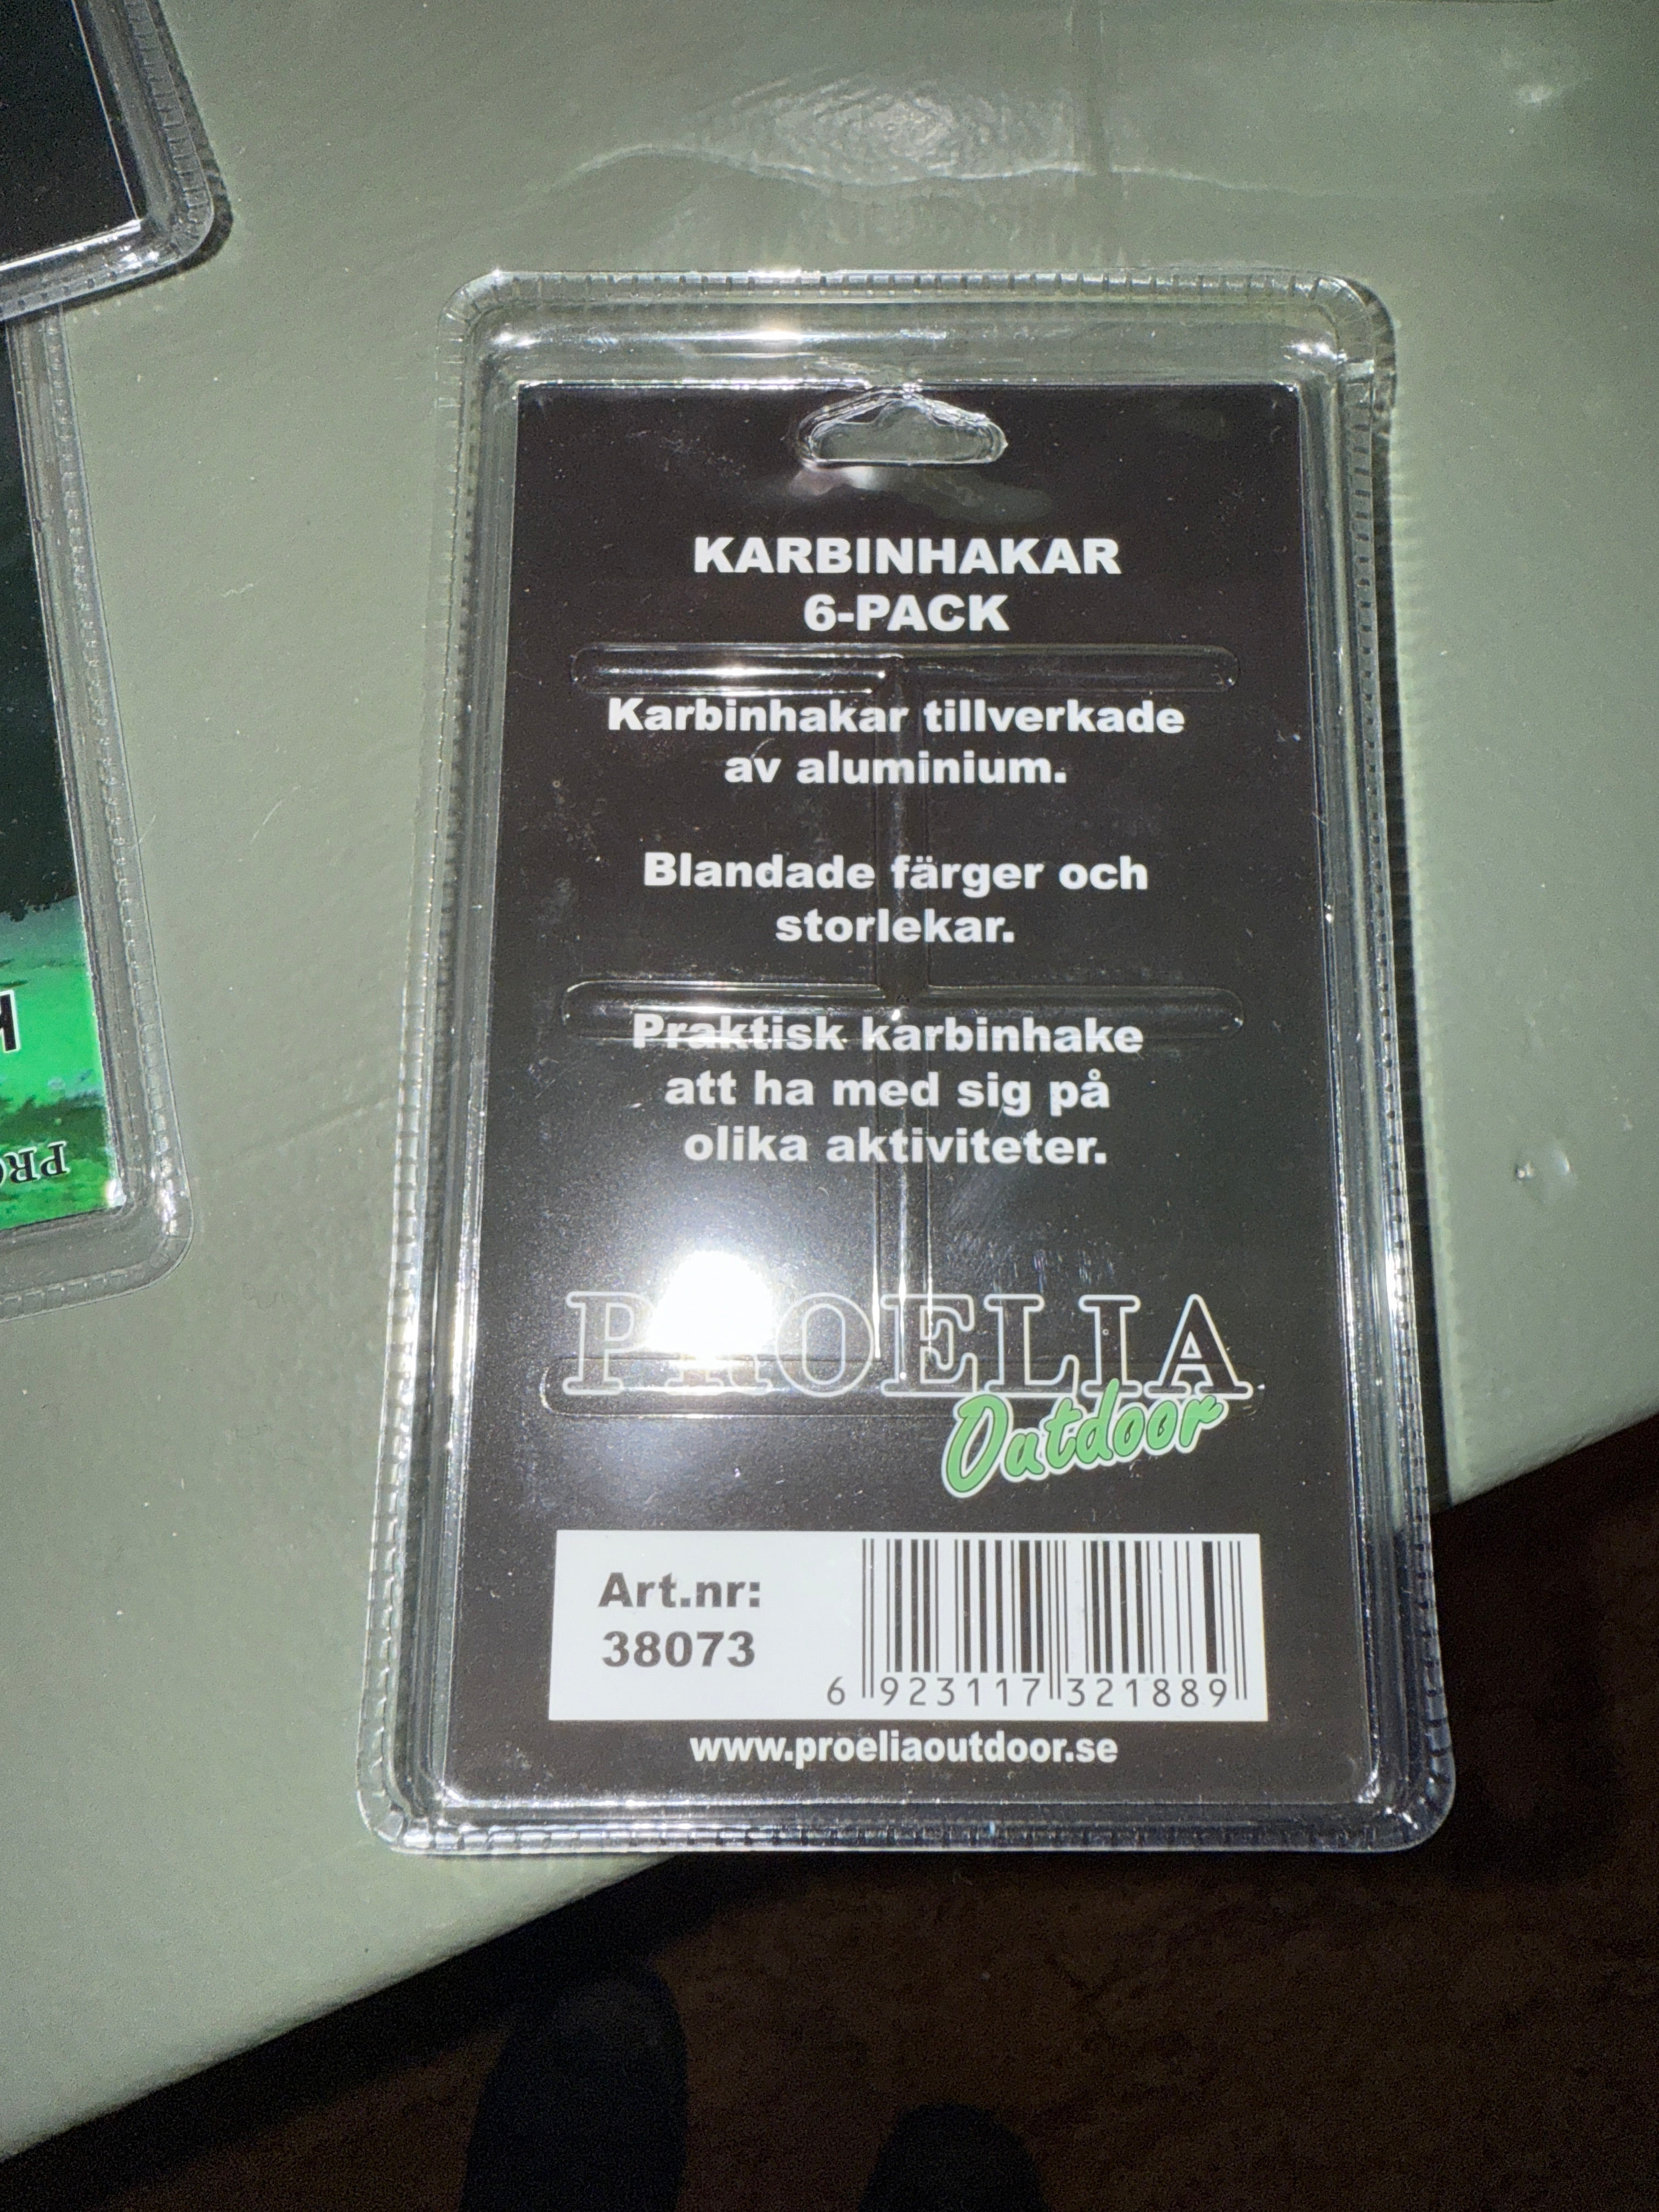 KARBINHAKAR
6-PACK
Karbinhakar tillverkade
av aluminium.
Blandade färger och
storlekar.
Praktisk karbinhake
att ha med sig på
olika aktiviteter.
PROELIA
Outdoor
Art.nr:
38073
6 923117 321889
www.proeliaoutdoor.se